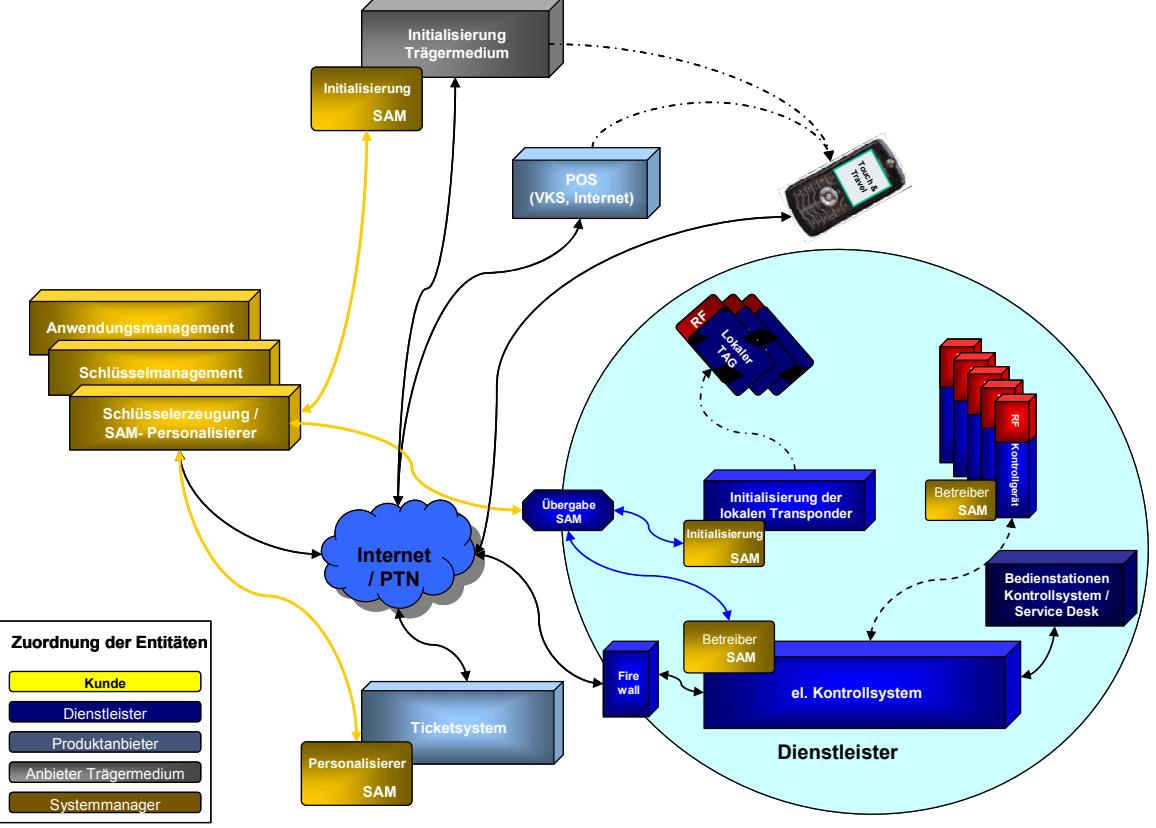 Initialisierung
Trägermedium
Initialisierung
SAM
POS
(VKS, Internet)
Touch &
Travel
Anwendungsmanagement
Schlüsselmanagement
Schlüsselerzeugung /
SAM- Personalisierer
RF
Lokaler
TAG
RF
Kontrollgerät
Betreiber
SAM
Übergabe
SAM
Initialisierung der
lokalen Transponder
Initialisierung
SAM
Internet
/ PTN
Bedienstationen
Kontrollsystem /
Service Desk
Betreiber
SAM
Fire
wall
el. Kontrollsystem
Dienstleister
Ticketsystem
Personalisierer
SAM
Zuordnung der Entitäten
Kunde
Dienstleister
Produktanbieter
Anbieter Trägermedium
Systemmanager